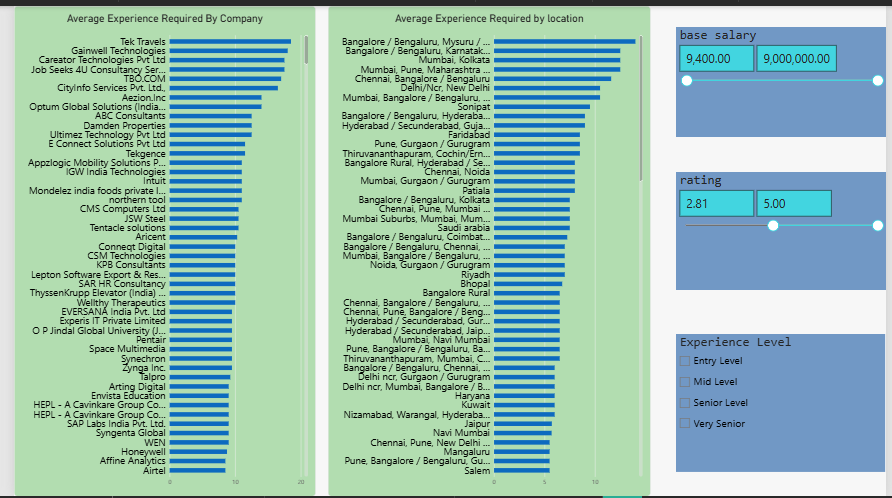 Average Experience Required By Company
Tek Travels
Gainwell Technologies
Careator Technologies Pvt Ltd
Job Seeks 4U Consultancy Ser...
TBO.COM
CityInfo Services Pvt. Ltd.,
Aezion.Inc
Optum Global Solutions (India...
ABC Consultants
Damden Properties
Ultimez Technology Pvt Ltd
E Connect Solutions Pvt Ltd
Tekgence
Appzlogic Mobility Solutions P...
IGW India Technologies
Intuit
Mondelez india foods private l...
northern tool
CMS Computers Ltd
JSW Steel
Tentacle solutions
Aricent
Conneqt Digital
CSM Technologies
KPB Consultants
Lepton Software Export & Res...
SAR HR Consultancy
ThyssenKrupp Elevator (India) ...
Wellthy Therapeutics
EVERSANA India Pvt. Ltd
Experis IT Private Limited
O P Jindal Global University (J...
Pentair
Space Multimedia
Synechron
Zynga Inc.
Talpro
Arting Digital
Envista Education
HEPL - A Cavinkare Group Co...
HEPL - A Cavinkare Group Co...
SAP Labs India Pvt. Ltd.
Syngenta Global
WEN
Honeywell
Affine Analytics
Airtel
0 10 20
Average Experience Required by location
Bangalore / Bengaluru, Mysuru / ...
Bangalore / Bengaluru, Karnatak...
Mumbai, Kolkata
Mumbai, Pune, Maharashtra ...
Chennai, Bangalore / Bengaluru
Delhi/Ncr, New Delhi
Mumbai, Bangalore / Bengaluru, ...
Sonipat
Bangalore / Bengaluru, Hyderaba...
Hyderabad / Secunderabad, Guja...
Faridabad
Pune, Gurgaon / Gurugram
Thiruvananthapuram, Cochin/Ern...
Bangalore Rural, Hyderabad / Se...
Chennai, Noida
Mumbai, Gurgaon / Gurugram
Patiala
Bangalore / Bengaluru, Kolkata
Chennai, Pune, Mumbai ...
Mumbai Suburbs, Mumbai, Mum...
Saudi arabia
Bangalore / Bengaluru, Coimbat...
Bangalore / Bengaluru, Chennai, ...
Mumbai, Bangalore / Bengaluru, ...
Noida, Gurgaon / Gurugram
Riyadh
Bhopal
Bangalore Rural
Chennai, Bangalore / Bengaluru, ...
Chennai, Pune, Bangalore / Beng...
Hyderabad / Secunderabad, Gur...
Hyderabad / Secunderabad, Jaip...
Mumbai, Navi Mumbai
Pune, Bangalore / Bengaluru, Ba...
Thiruvananthapuram, Mumbai, C...
Bangalore / Bengaluru, Chennai, ...
Delhi ncr, Gurgaon / Gurugram
Delhi ncr, Mumbai, Bangalore / B...
Haryana
Kuwait
Nizamabad, Warangal, Hyderaba...
Jaipur
Navi Mumbai
Chennai, Pune, New Delhi ...
Mangaluru
Pune, Bangalore / Bengaluru, Gu...
Salem
0 5 10
base salary
9,400.00 9,000,000.00
rating
2.81 5.00
Experience Level
Entry Level
Mid Level
Senior Level
Very Senior